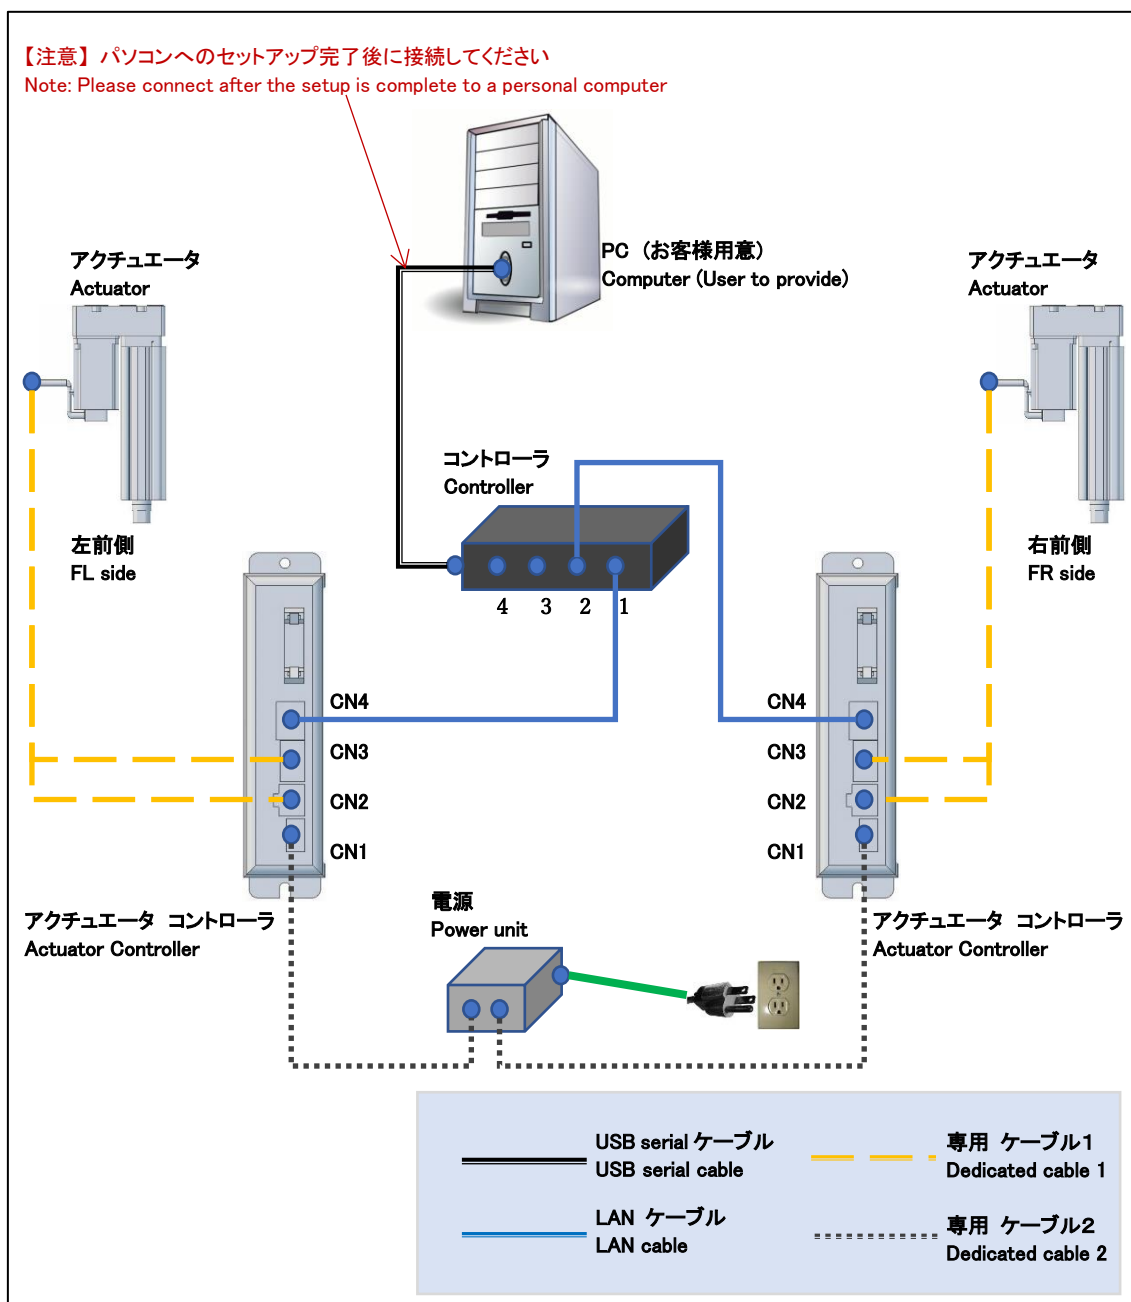 【注意】 パソコンへのセットアップ完了後に接続してください
Note: Please connect after the setup is complete to a personal computer
PC （お客様用意）
Computer (User to provide)
アクチュエータ
Actuator
アクチュエータ
Actuator
コントローラ
Controller
左前側
FL side
右前側
FR side
4 3 2 1
CN4
CN3
CN2
CN1
CN4
CN3
CN2
CN1
アクチュエータ コントローラ
Actuator Controller
電源
Power unit
アクチュエータ コントローラ
Actuator Controller
USB serial ケーブル
USB serial cable
専用 ケーブル１
Dedicated cable 1
LAN ケーブル
LAN cable
専用 ケーブル２
Dedicated cable 2